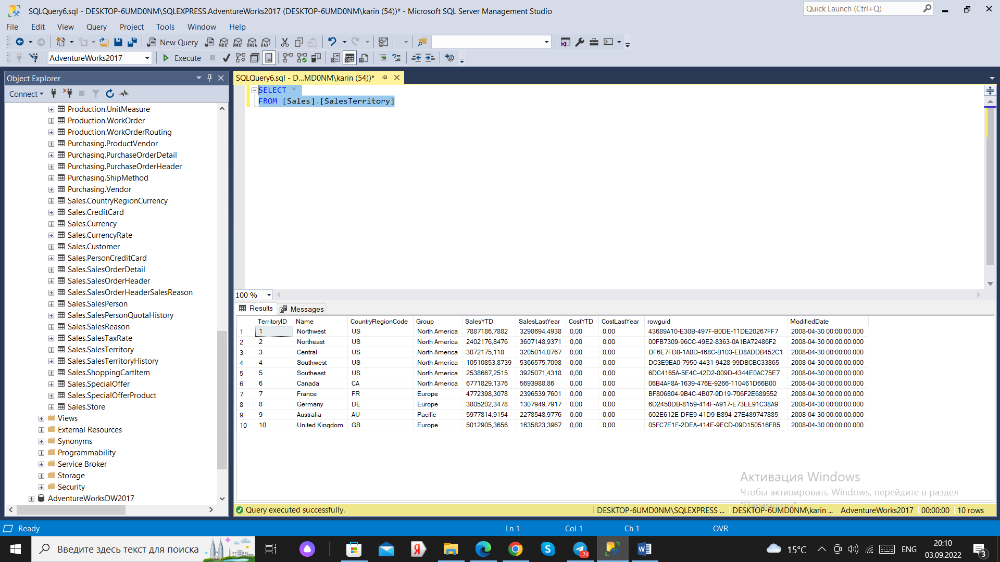 SQLQuery6.sql - DESKTOP-6UMD0NM\SQLEXPRESS.AdventureWorks2017 (DESKTOP-6UMD0NM\karin (54))* - Microsoft SQL Server Management Studio
Quick Launch (Ctrl+Q)
File Edit View Query Project Tools Window Help
New Query MDX DMX XMLA DAX
AdventureWorks2017 Execute
Object Explorer
Connect
Production.UnitMeasure
Production.WorkOrder
Production.WorkOrderRouting
Purchasing.ProductVendor
Purchasing.PurchaseOrderDetail
Purchasing.PurchaseOrderHeader
Purchasing.ShipMethod
Purchasing.Vendor
Sales.CountryRegionCurrency
Sales.CreditCard
Sales.Currency
Sales.CurrencyRate
Sales.Customer
Sales.PersonCreditCard
Sales.SalesOrderDetail
Sales.SalesOrderHeader
Sales.SalesOrderHeaderSalesReason
Sales.SalesPerson
Sales.SalesPersonQuotaHistory
Sales.SalesReason
Sales.SalesTaxRate
Sales.SalesTerritory
Sales.SalesTerritoryHistory
Sales.ShoppingCartItem
Sales.SpecialOffer
Sales.SpecialOfferProduct
Sales.Store
Views
External Resources
Synonyms
Programmability
Service Broker
Storage
Security
AdventureWorksDW2017
SQLQuery6.sql - D...MD0NM\karin (54))*
SELECT *
FROM [Sales].[SalesTerritory]
100 %
Results Messages
TerritoryID Name CountryRegionCode Group SalesYTD SalesLastYear CostYTD CostLastYear rowguid ModifiedDate
1 1 Northwest US North America 7887186,7882 3298694,4938 0,00 0,00 43689A10-E30B-497F-B0DE-11DE20267FF7 2008-04-30 00:00:00.000
2 2 Northeast US North America 2402176,8476 3607148,9371 0,00 0,00 00FB7309-96CC-49E2-8363-0A1BA72486F2 2008-04-30 00:00:00.000
3 3 Central US North America 3072175,118 3205014,0767 0,00 0,00 DF6E7FD8-1A8D-468C-B103-ED8ADDB452C1 2008-04-30 00:00:00.000
4 4 Southwest US North America 10510853,8739 5366575,7098 0,00 0,00 DC3E9EA0-7950-4431-9428-99DBCBC33865 2008-04-30 00:00:00.000
5 5 Southeast US North America 2538667,2515 3925071,4318 0,00 0,00 6DC4165A-5E4C-42D2-809D-4344E0AC75E7 2008-04-30 00:00:00.000
6 6 Canada CA North America 6771829,1376 5693988,86 0,00 0,00 06B4AF8A-1639-476E-9266-110461D66B00 2008-04-30 00:00:00.000
7 7 France FR Europe 4772398,3078 2396539,7601 0,00 0,00 BF806804-9B4C-4B07-9D19-706F2E689552 2008-04-30 00:00:00.000
8 8 Germany DE Europe 3805202,3478 1307949,7917 0,00 0,00 6D2450DB-8159-414F-A917-E73EE91C38A9 2008-04-30 00:00:00.000
9 9 Australia AU Pacific 5977814,9154 2278548,9776 0,00 0,00 602E612E-DFE9-41D9-B894-27E489747885 2008-04-30 00:00:00.000
10 10 United Kingdom GB Europe 5012905,3656 1635823,3967 0,00 0,00 05FC7E1F-2DEA-414E-9ECD-09D150516FB5 2008-04-30 00:00:00.000
Активация Windows
Чтобы активировать Windows, перейдите в раздел
"Параметры".
Query executed successfully. DESKTOP-6UMD0NM\SQLEXPRESS ... DESKTOP-6UMD0NM\karin ... AdventureWorks2017 00:00:00 10 rows
Ready Ln 1 Col 1 Ch 1 OVR
Введите здесь текст для поиска
Я
S
74
W
15°C
ENG
20:10
03.09.2022
3